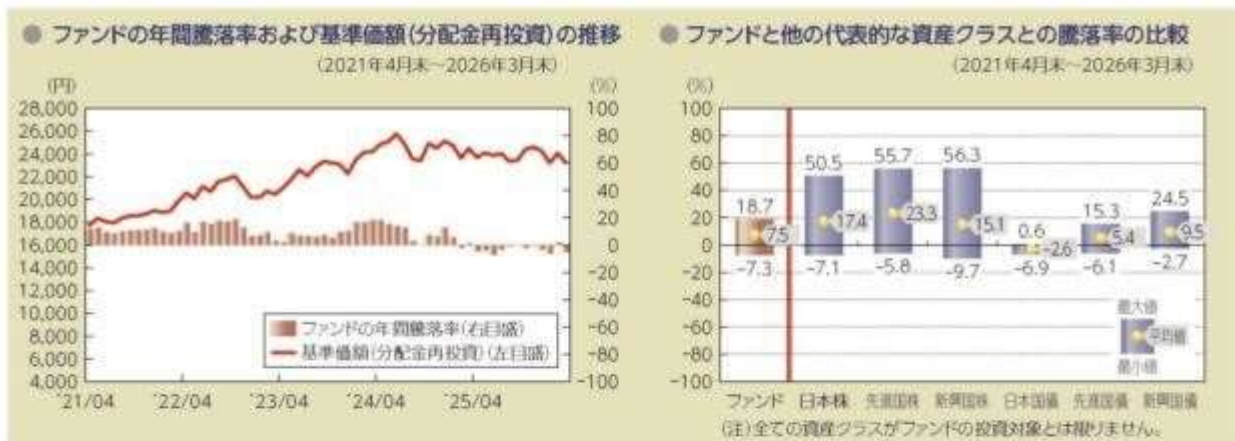 ● ファンドの年間騰落率および基準価額(分配金再投資)の推移
(2021年4月末～2026年3月末)
(円)
(%)
28,000
26,000
24,000
22,000
20,000
18,000
16,000
14,000
12,000
10,000
8,000
6,000
4,000
100
80
60
40
20
0
-20
-40
-60
-80
-100
ファンドの年間騰落率(右目盛)
基準価額(分配金再投資)(左目盛)
'21/04 '22/04 '23/04 '24/04 '25/04
● ファンドと他の代表的な資産クラスとの騰落率の比較
(2021年4月末～2026年3月末)
(%)
100
80
60
40
20
0
-20
-40
-60
-80
-100
18.7 50.5 55.7 56.3 0.6 15.3 24.5
7.5 17.4 23.3 15.1 -2.6 5.4 9.5
-7.3 -7.1 -5.8 -9.7 -6.9 -6.1 -2.7
最大値
平均値
最小値
ファンド 日本株 先進国株 新興国株 日本国債 先進国債 新興国債
(注)全ての資産クラスがファンドの投資対象とは限りません。